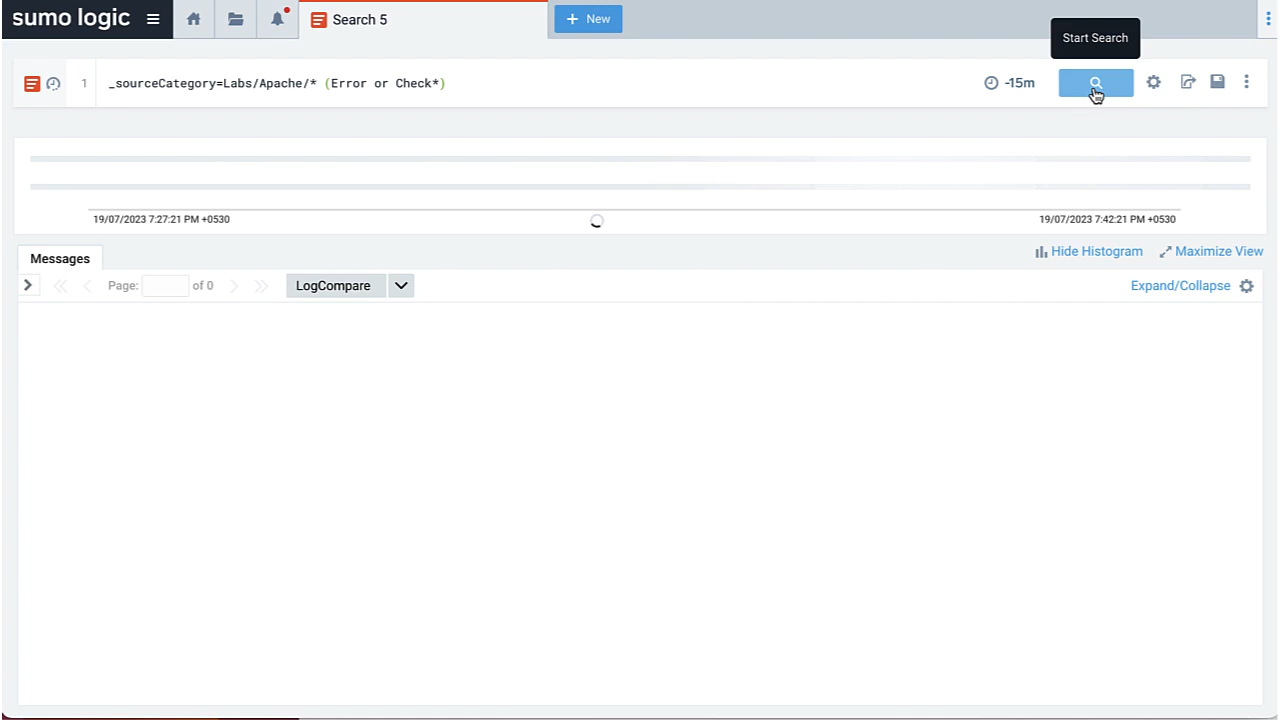 sumo logic
Search 5
+ New
Start Search
1 _sourceCategory=Labs/Apache/* (Error or Check*)
-15m
19/07/2023 7:27:21 PM +0530
19/07/2023 7:42:21 PM +0530
Messages
Hide Histogram
Maximize View
Page:
of 0
LogCompare
Expand/Collapse